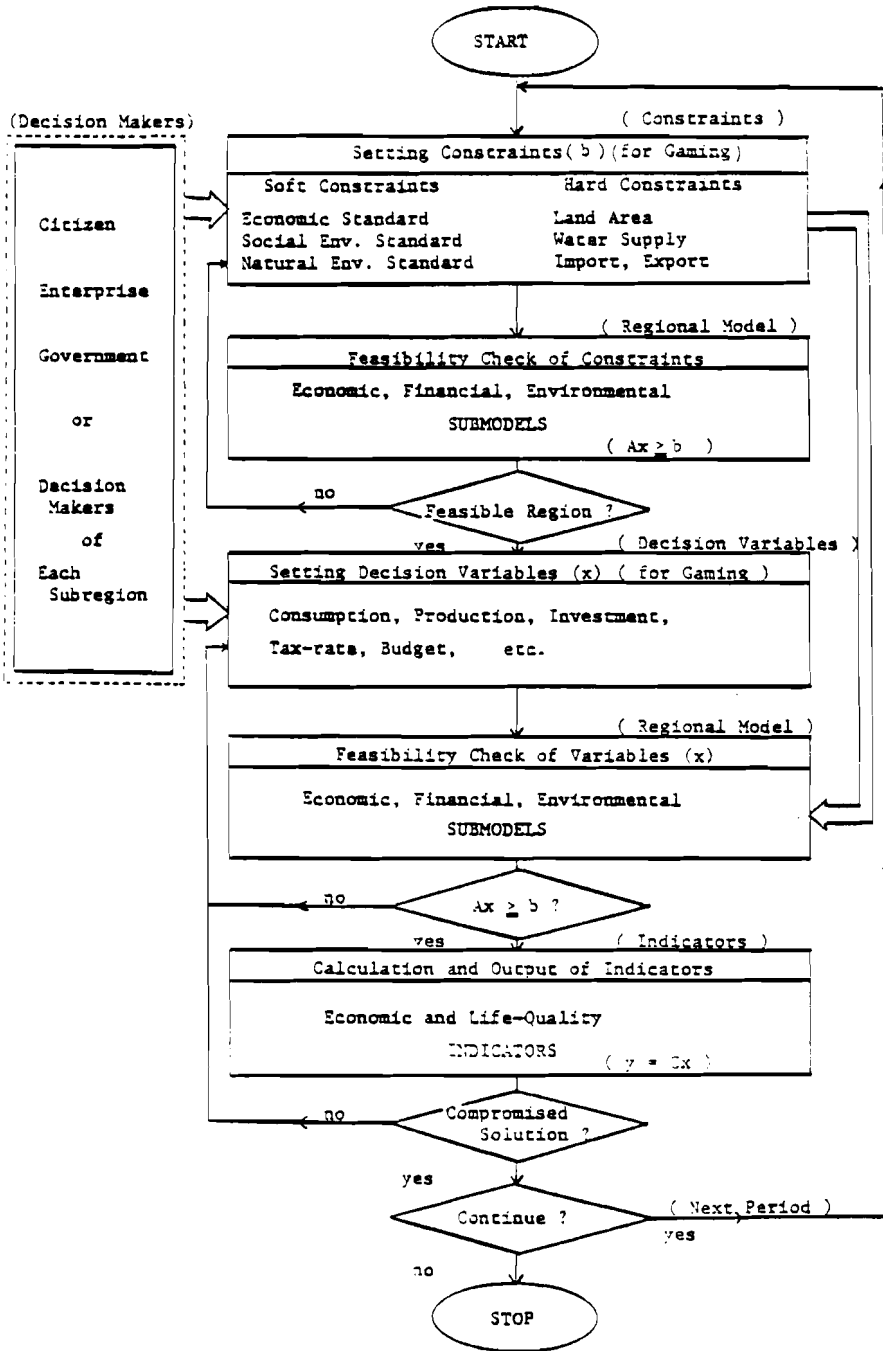 START
(Decision Makers)
Citizen
Enterprise
Government
or
Decision
Makers
of
Each
Subregion
( Constraints )
Setting Constraints( b ) (for Gaming)
Soft Constraints
Economic Standard
Social Env. Standard
Natural Env. Standard
Hard Constraints
Land Area
Water Supply
Import, Export
( Regional Model )
Feasibility Check of Constraints
Economic, Financial, Environmental
SUBMODELS
( Ax ≥ b )
no
Feasible Region ?
yes
( Decision Variables )
Setting Decision Variables (x) ( for Gaming )
Consumption, Production, Investment,
Tax-rate, Budget, etc.
( Regional Model )
Feasibility Check of Variables (x)
Economic, Financial, Environmental
SUBMODELS
no
Ax ≥ b ?
yes
( Indicators )
Calculation and Output of Indicators
Economic and Life-Quality
INDICATORS
( y = Cx )
no
Compromised
Solution ?
yes
Continue ?
( Next Period )
yes
no
STOP